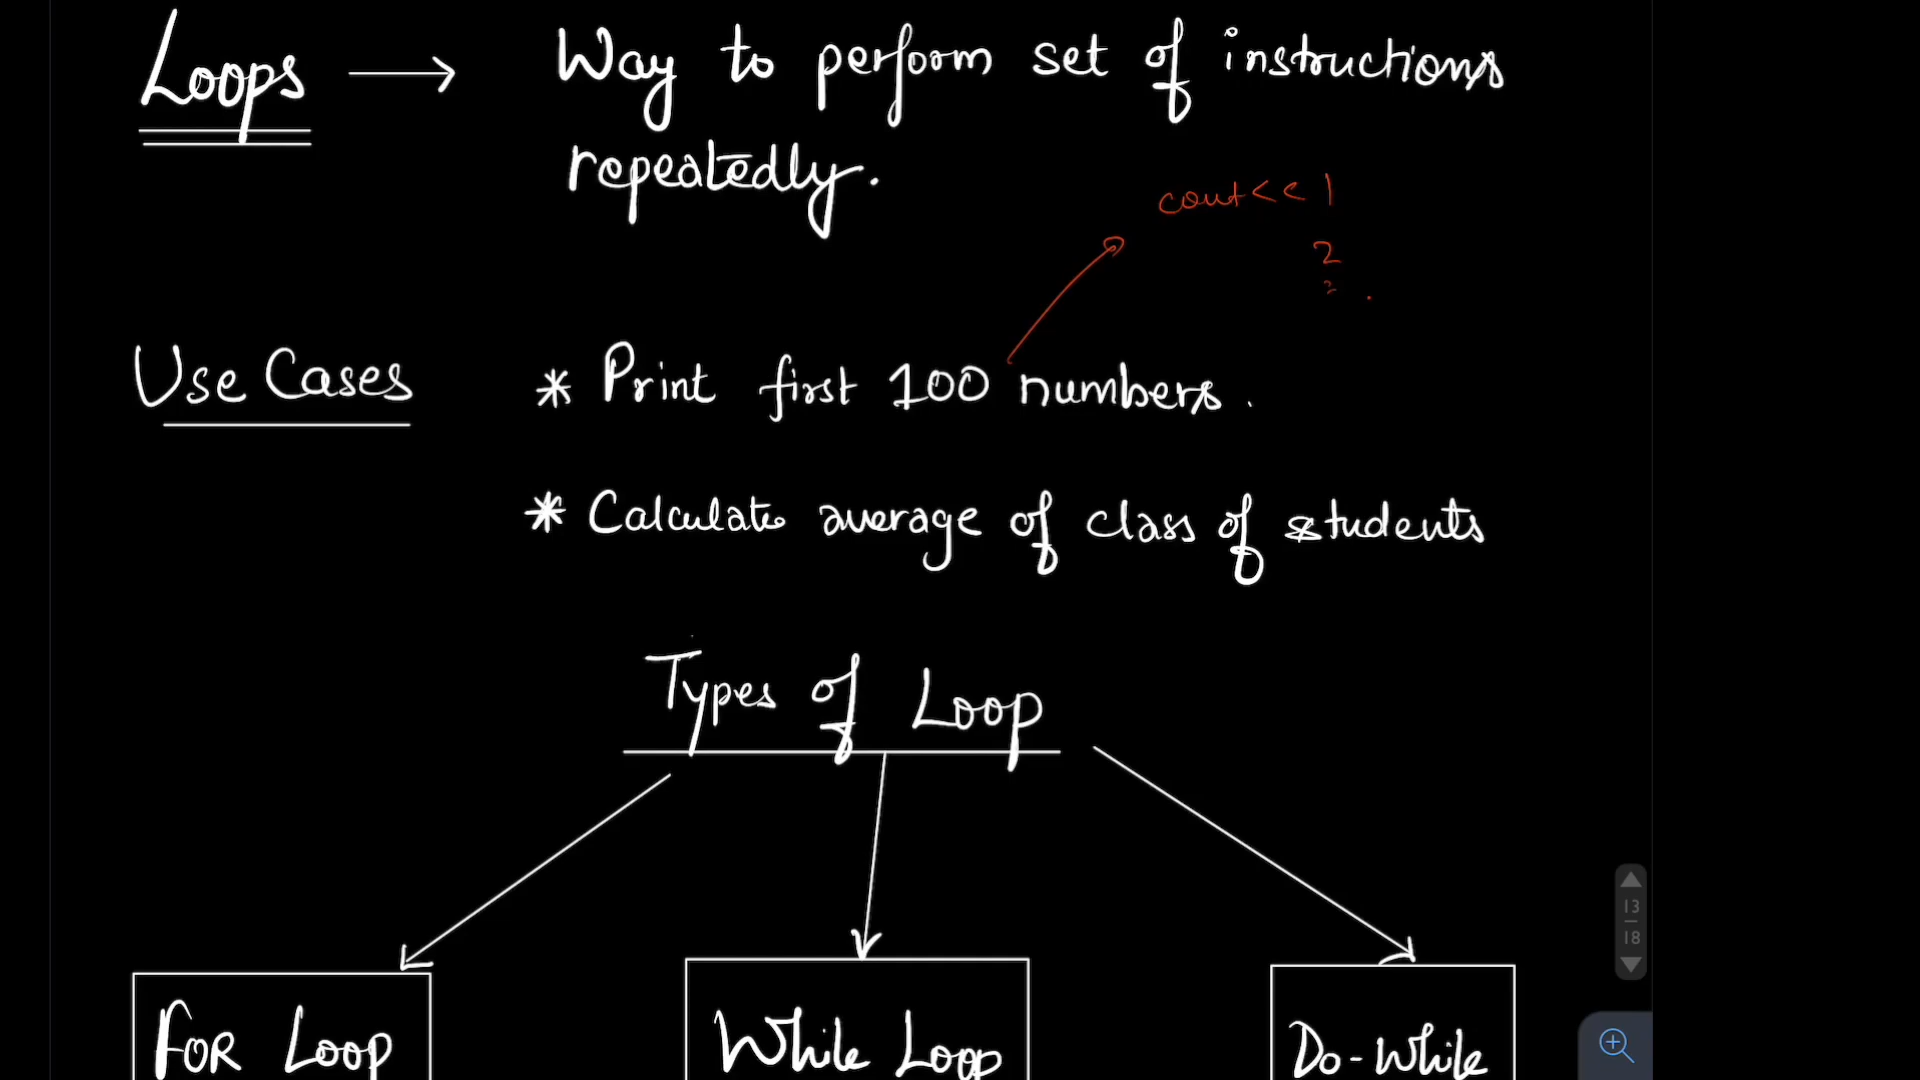 Loops → Way to perform set of instructions
repeatedly.
cout<< 1
2
Use Cases * Print first 100 numbers.
* Calculate average of class of students
Types of Loop
13
18
FOR Loop While Loop Do-While